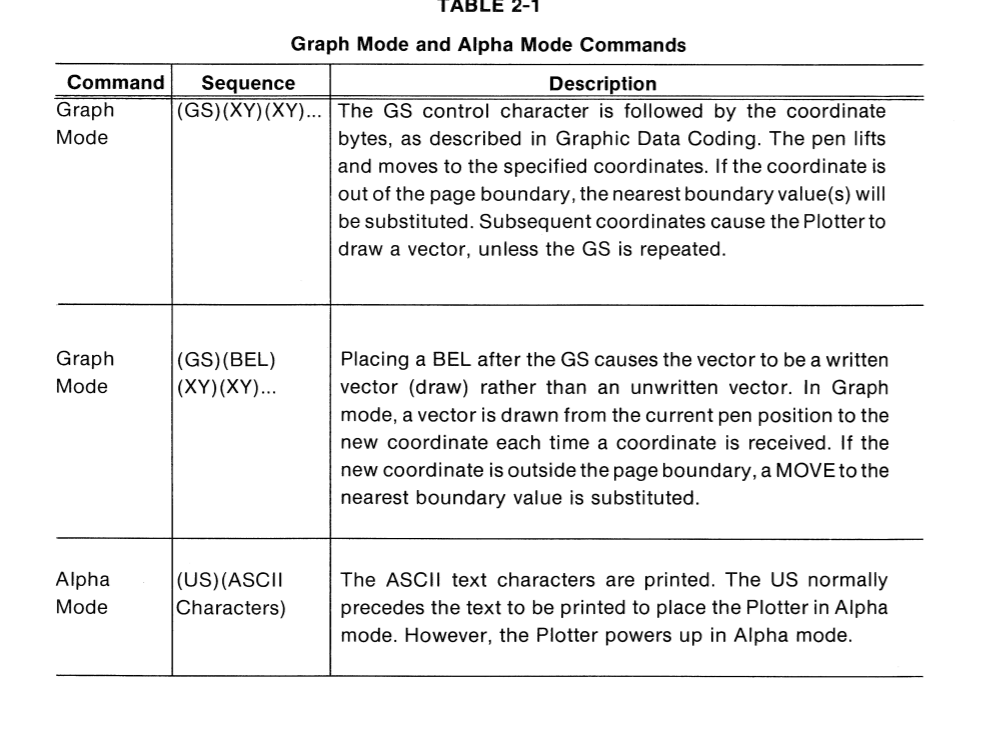 TABLE 2-1
Graph Mode and Alpha Mode Commands
Command Sequence Description
Graph (GS)(XY)(XY)... The GS control character is followed by the coordinate
Mode bytes, as described in Graphic Data Coding. The pen lifts
and moves to the specified coordinates. If the coordinate is
out of the page boundary, the nearest boundary value(s) will
be substituted. Subsequent coordinates cause the Plotter to
draw a vector, unless the GS is repeated.
Graph (GS)(BEL) Placing a BEL after the GS causes the vector to be a written
Mode (XY)(XY)... vector (draw) rather than an unwritten vector. In Graph
mode, a vector is drawn from the current pen position to the
new coordinate each time a coordinate is received. If the
new coordinate is outside the page boundary, a MOVE to the
nearest boundary value is substituted.
Alpha (US)(ASCII The ASCII text characters are printed. The US normally
Mode Characters) precedes the text to be printed to place the Plotter in Alpha
mode. However, the Plotter powers up in Alpha mode.